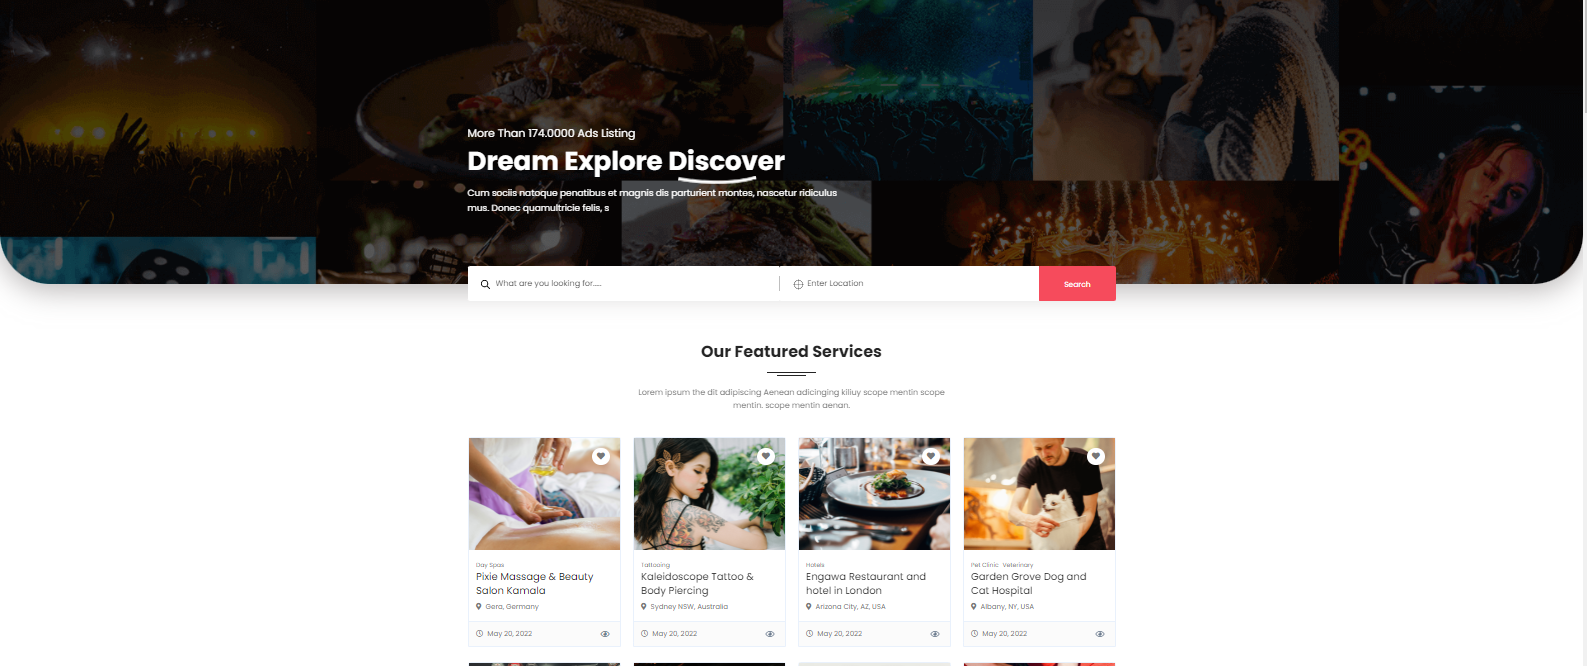 More Than 174.0000 Ads Listing
Dream Explore Discover
Cum sociis natoque penatibus et magnis dis parturient montes, nascetur ridiculus
mus. Donec quamultricie felis, s
What are you looking for.....
Enter Location
Search
Our Featured Services
Lorem ipsum the dit adipiscing Aenean adicinging kiliuy scope mentin scope
mentin. scope mentin aenan.
Day Spas
Pixie Massage & Beauty
Salon Kamala
Gera, Germany
May 20, 2022
Tattooing
Kaleidoscope Tattoo &
Body Piercing
Sydney NSW, Australia
May 20, 2022
Hotels
Engawa Restaurant and
hotel in London
Arizona City, AZ, USA
May 20, 2022
Pet Clinic Veterinary
Garden Grove Dog and
Cat Hospital
Albany, NY, USA
May 20, 2022